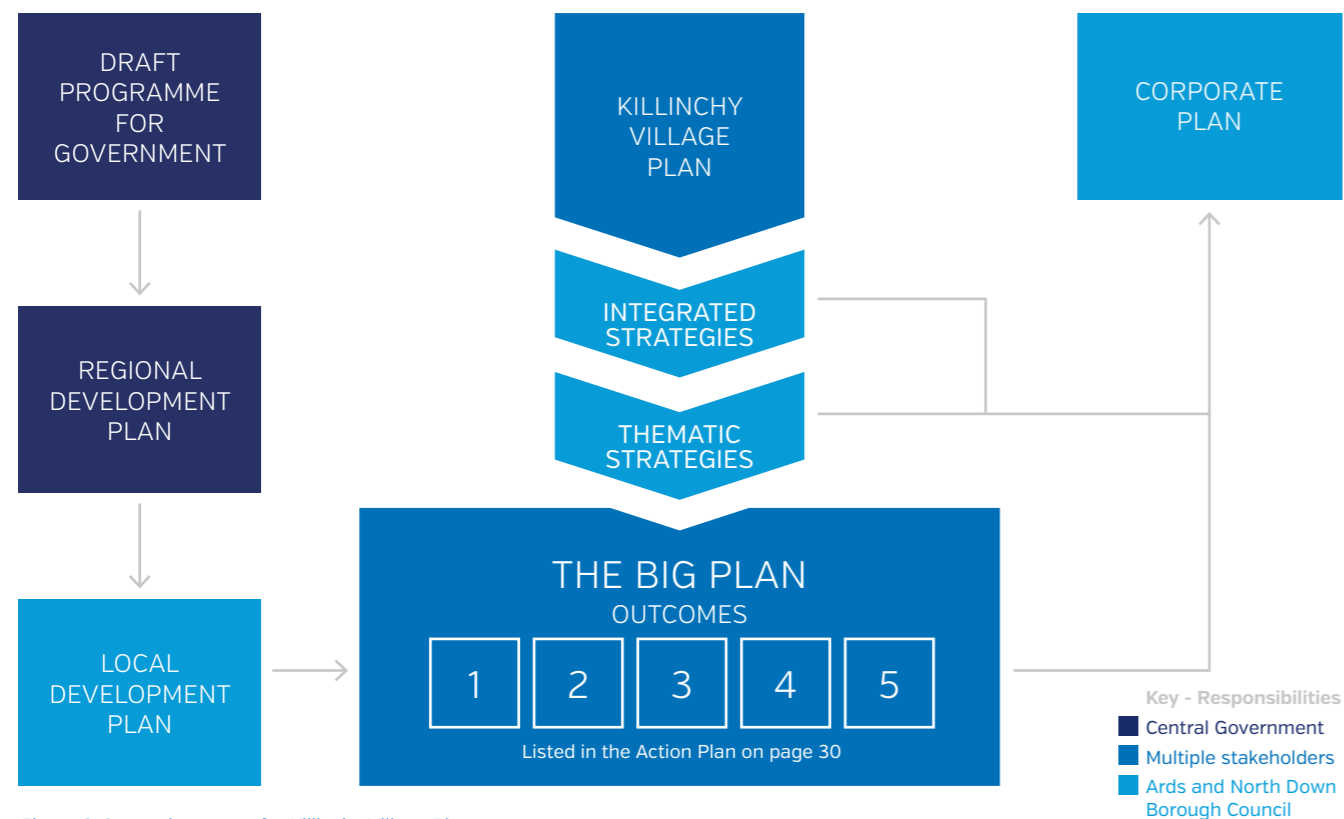 DRAFT
PROGRAMME
FOR
GOVERNMENT
KILLINCHY
VILLAGE
PLAN
CORPORATE
PLAN
INTEGRATED
STRATEGIES
REGIONAL
DEVELOPMENT
PLAN
THEMATIC
STRATEGIES
THE BIG PLAN
OUTCOMES
1 2 3 4 5
Listed in the Action Plan on page 30
LOCAL
DEVELOPMENT
PLAN
Key - Responsibilities
Central Government
Multiple stakeholders
Ards and North Down
Borough Council